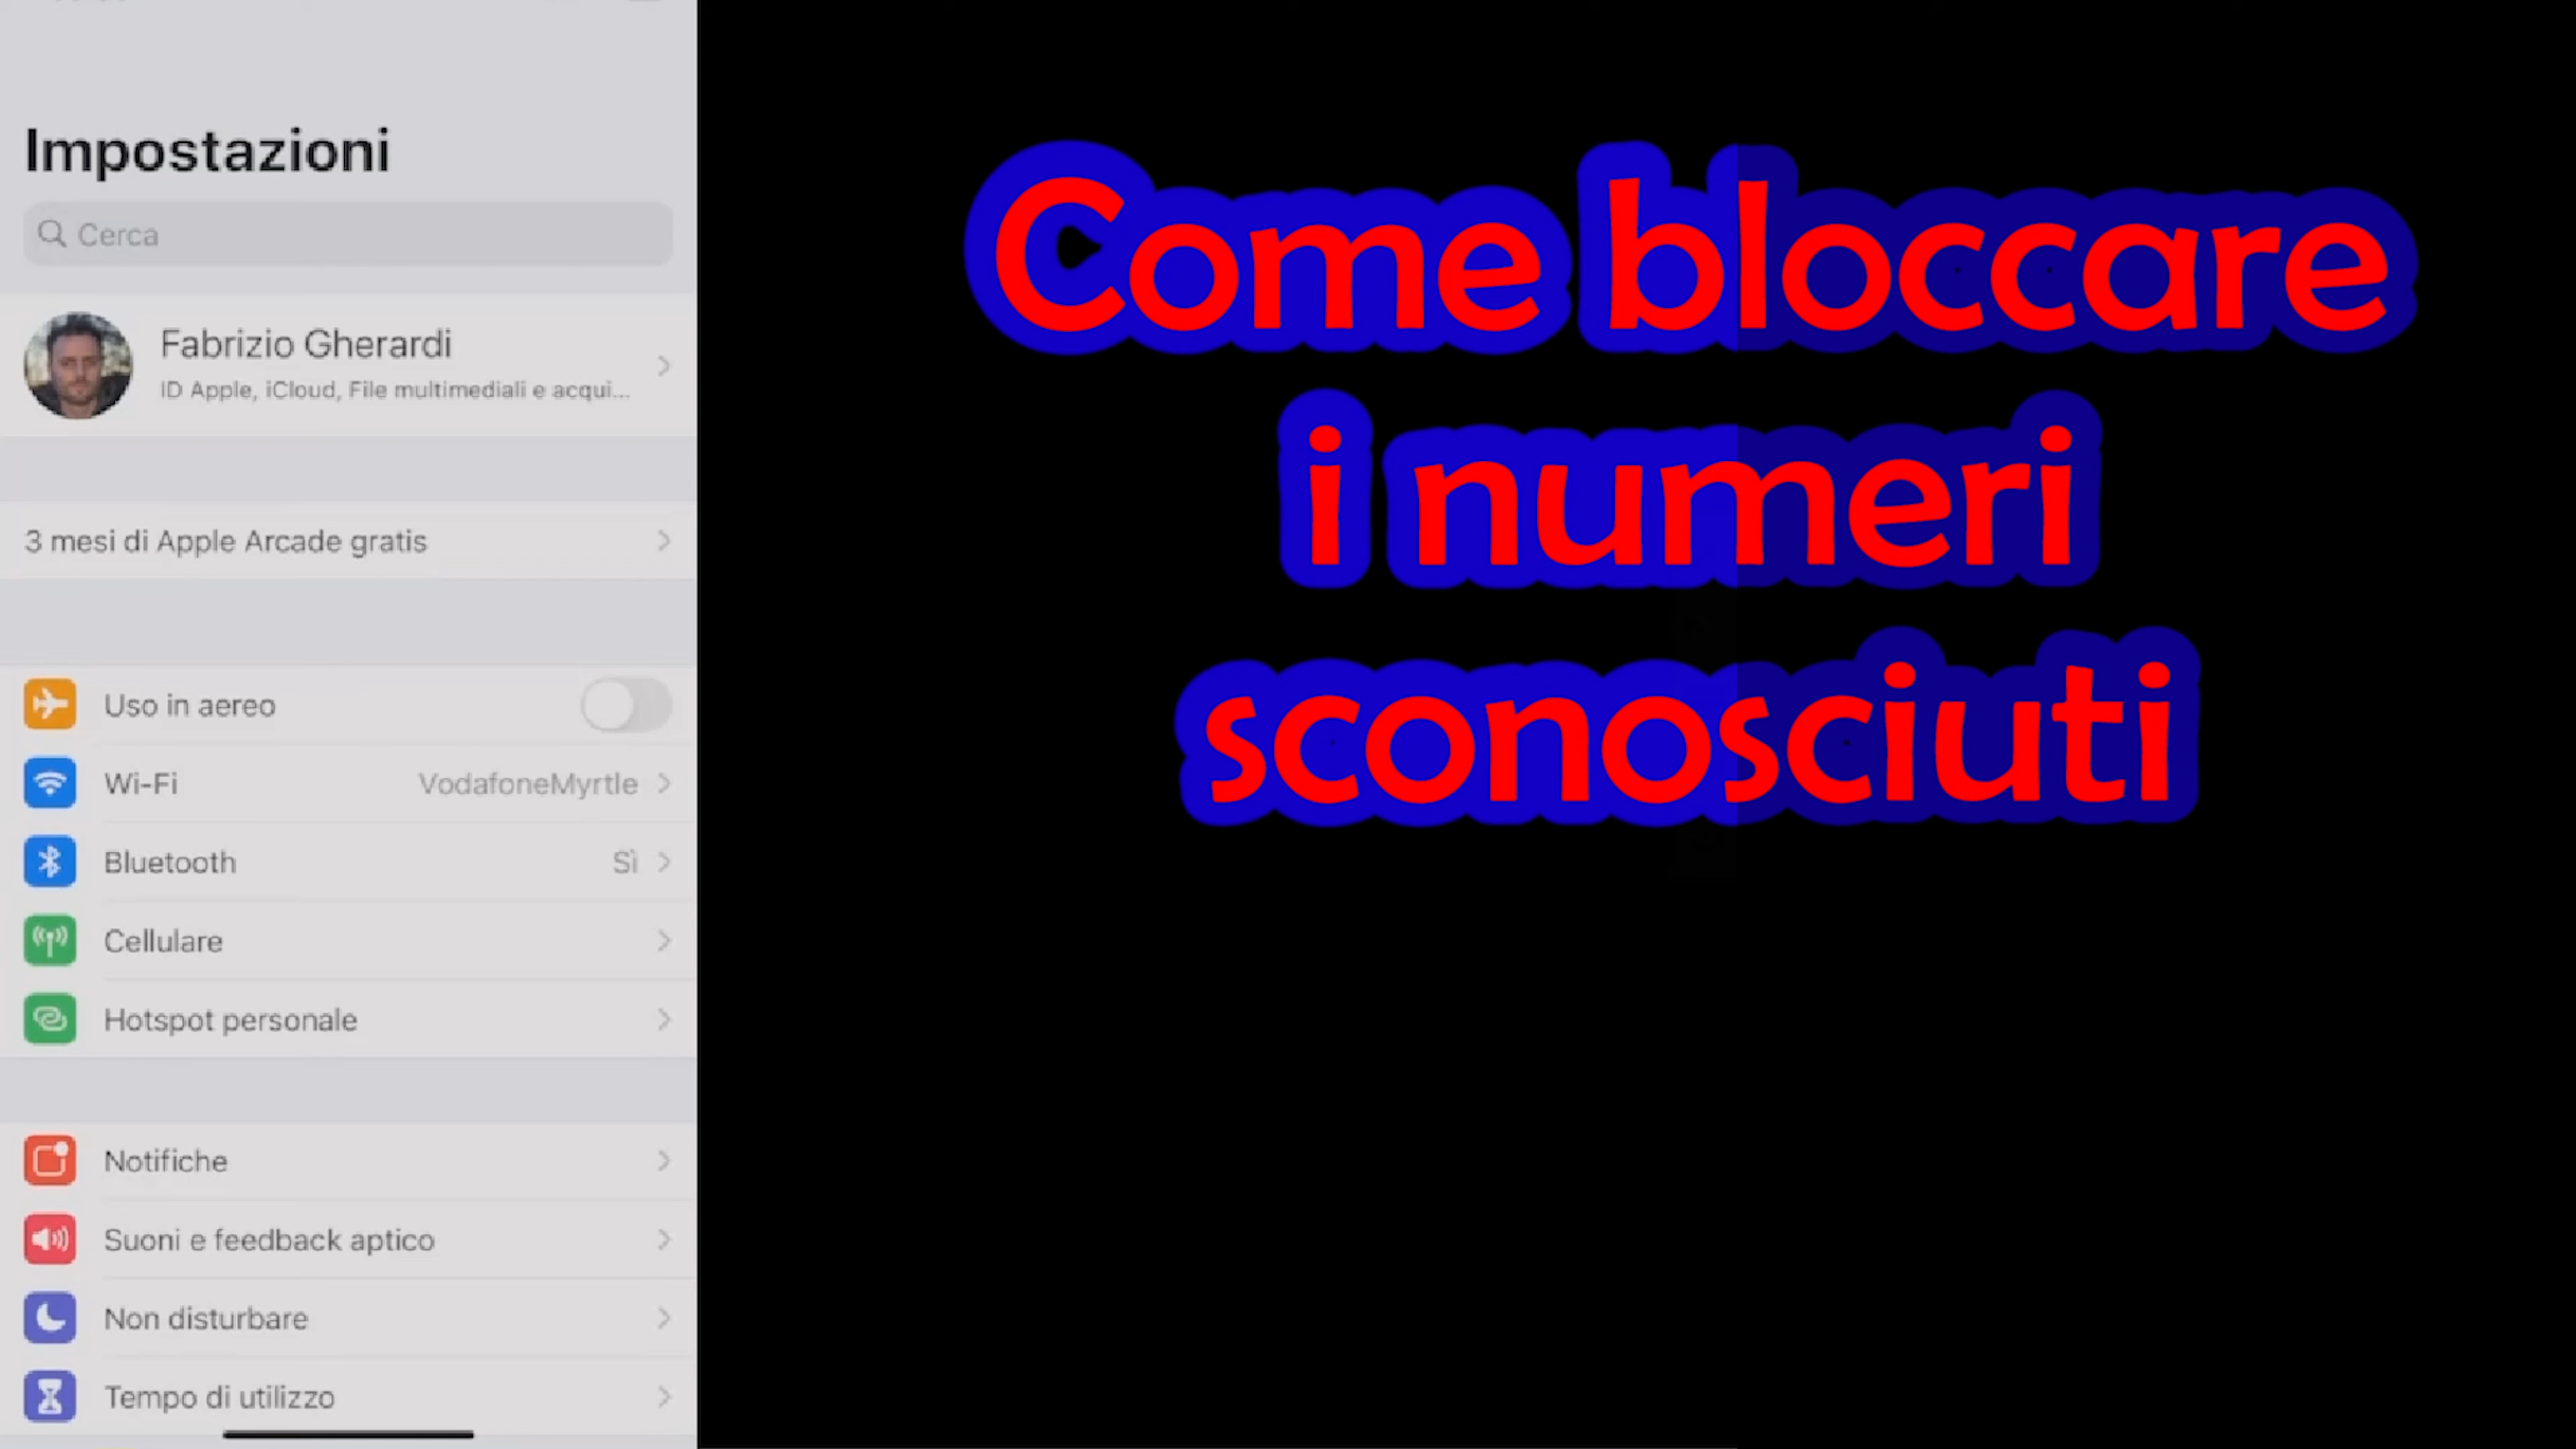 Impostazioni
Cerca
Fabrizio Gherardi
ID Apple, iCloud, File multimediali e acqui...
3 mesi di Apple Arcade gratis
Uso in aereo
Wi-Fi VodafoneMyrtle
Bluetooth Sì
Cellulare
Hotspot personale
Notifiche
Suoni e feedback aptico
Non disturbare
Tempo di utilizzo
Come bloccare
i numeri
sconosciuti